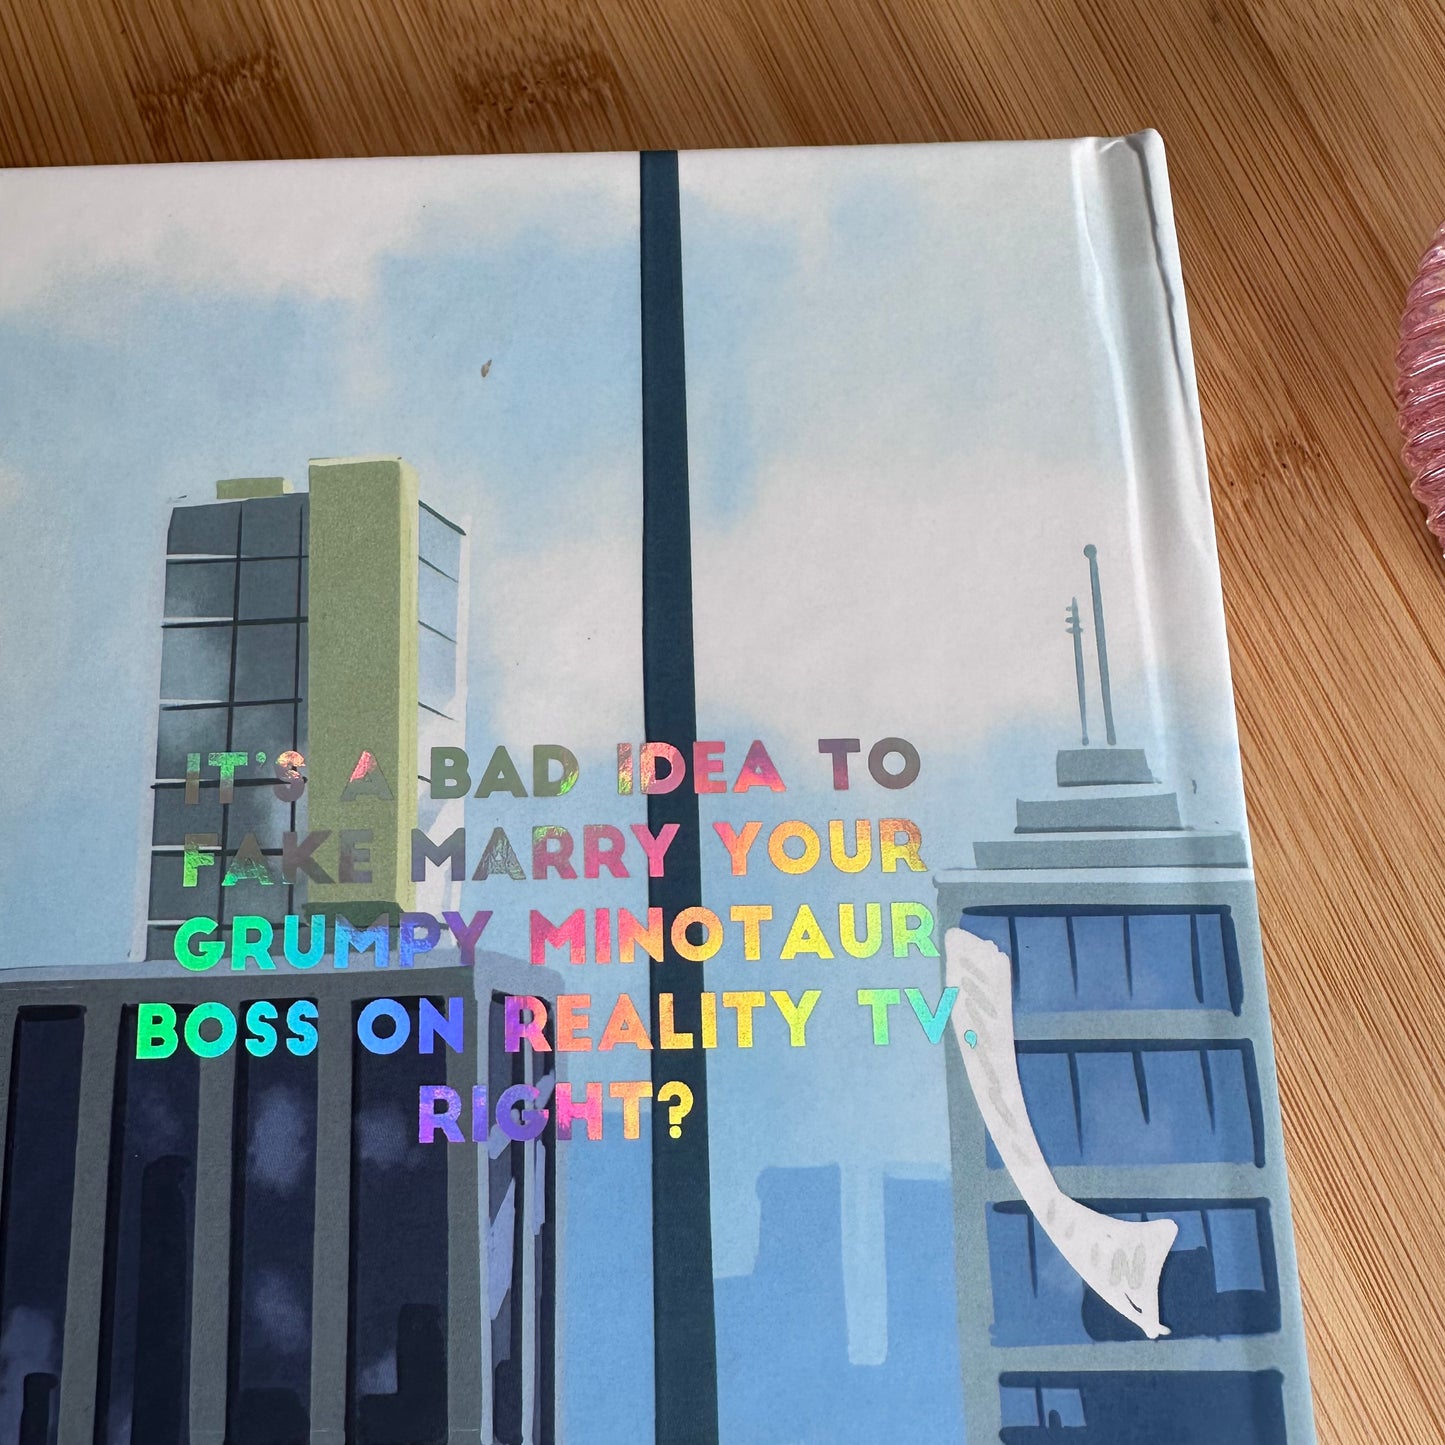 IT'S A BAD IDEA TO
FAKE MARRY YOUR
GRUMPY MINOTAUR
BOSS ON REALITY TV,
RIGHT?